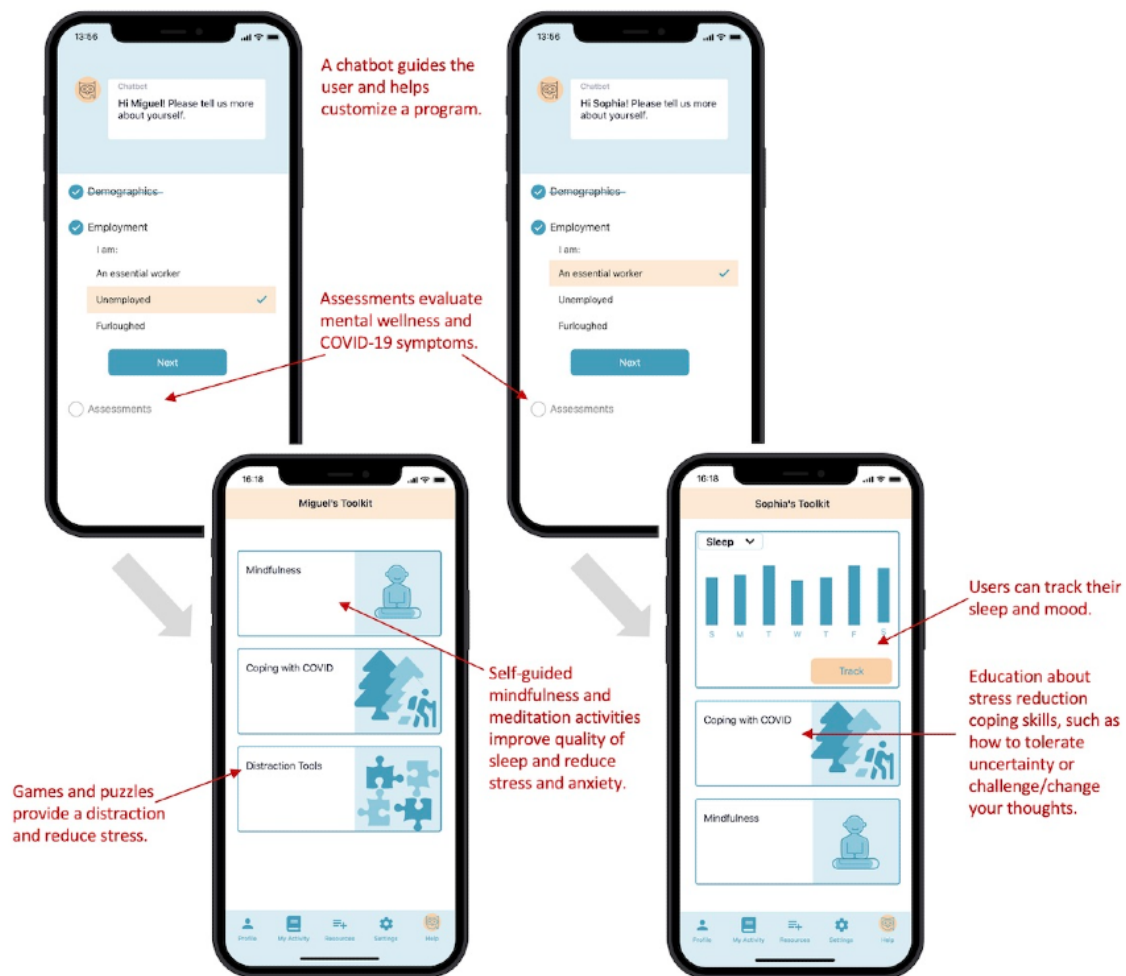 13:56
Chatbot
Hi Miguel! Please tell us more
about yourself.
Demographics
Employment
I am:
An essential worker
Unemployed
Furloughed
Next
Assessments
A chatbot guides the
user and helps
customize a program.
Assessments evaluate
mental wellness and
COVID-19 symptoms.
13:56
Chatbot
Hi Sophia! Please tell us more
about yourself.
Demographics
Employment
I am:
An essential worker
Unemployed
Furloughed
Next
Assessments
16:18
Miguel's Toolkit
Mindfulness
Coping with COVID
Distraction Tools
Profile
My Activity
Resources
Settings
Help
Games and puzzles
provide a distraction
and reduce stress.
Self-guided
mindfulness and
meditation activities
improve quality of
sleep and reduce
stress and anxiety.
16:18
Sophia's Toolkit
Sleep
S M T W T F S
Track
Coping with COVID
Mindfulness
Profile
My Activity
Resources
Settings
Help
Users can track their
sleep and mood.
Education about
stress reduction
coping skills, such as
how to tolerate
uncertainty or
challenge/change
your thoughts.